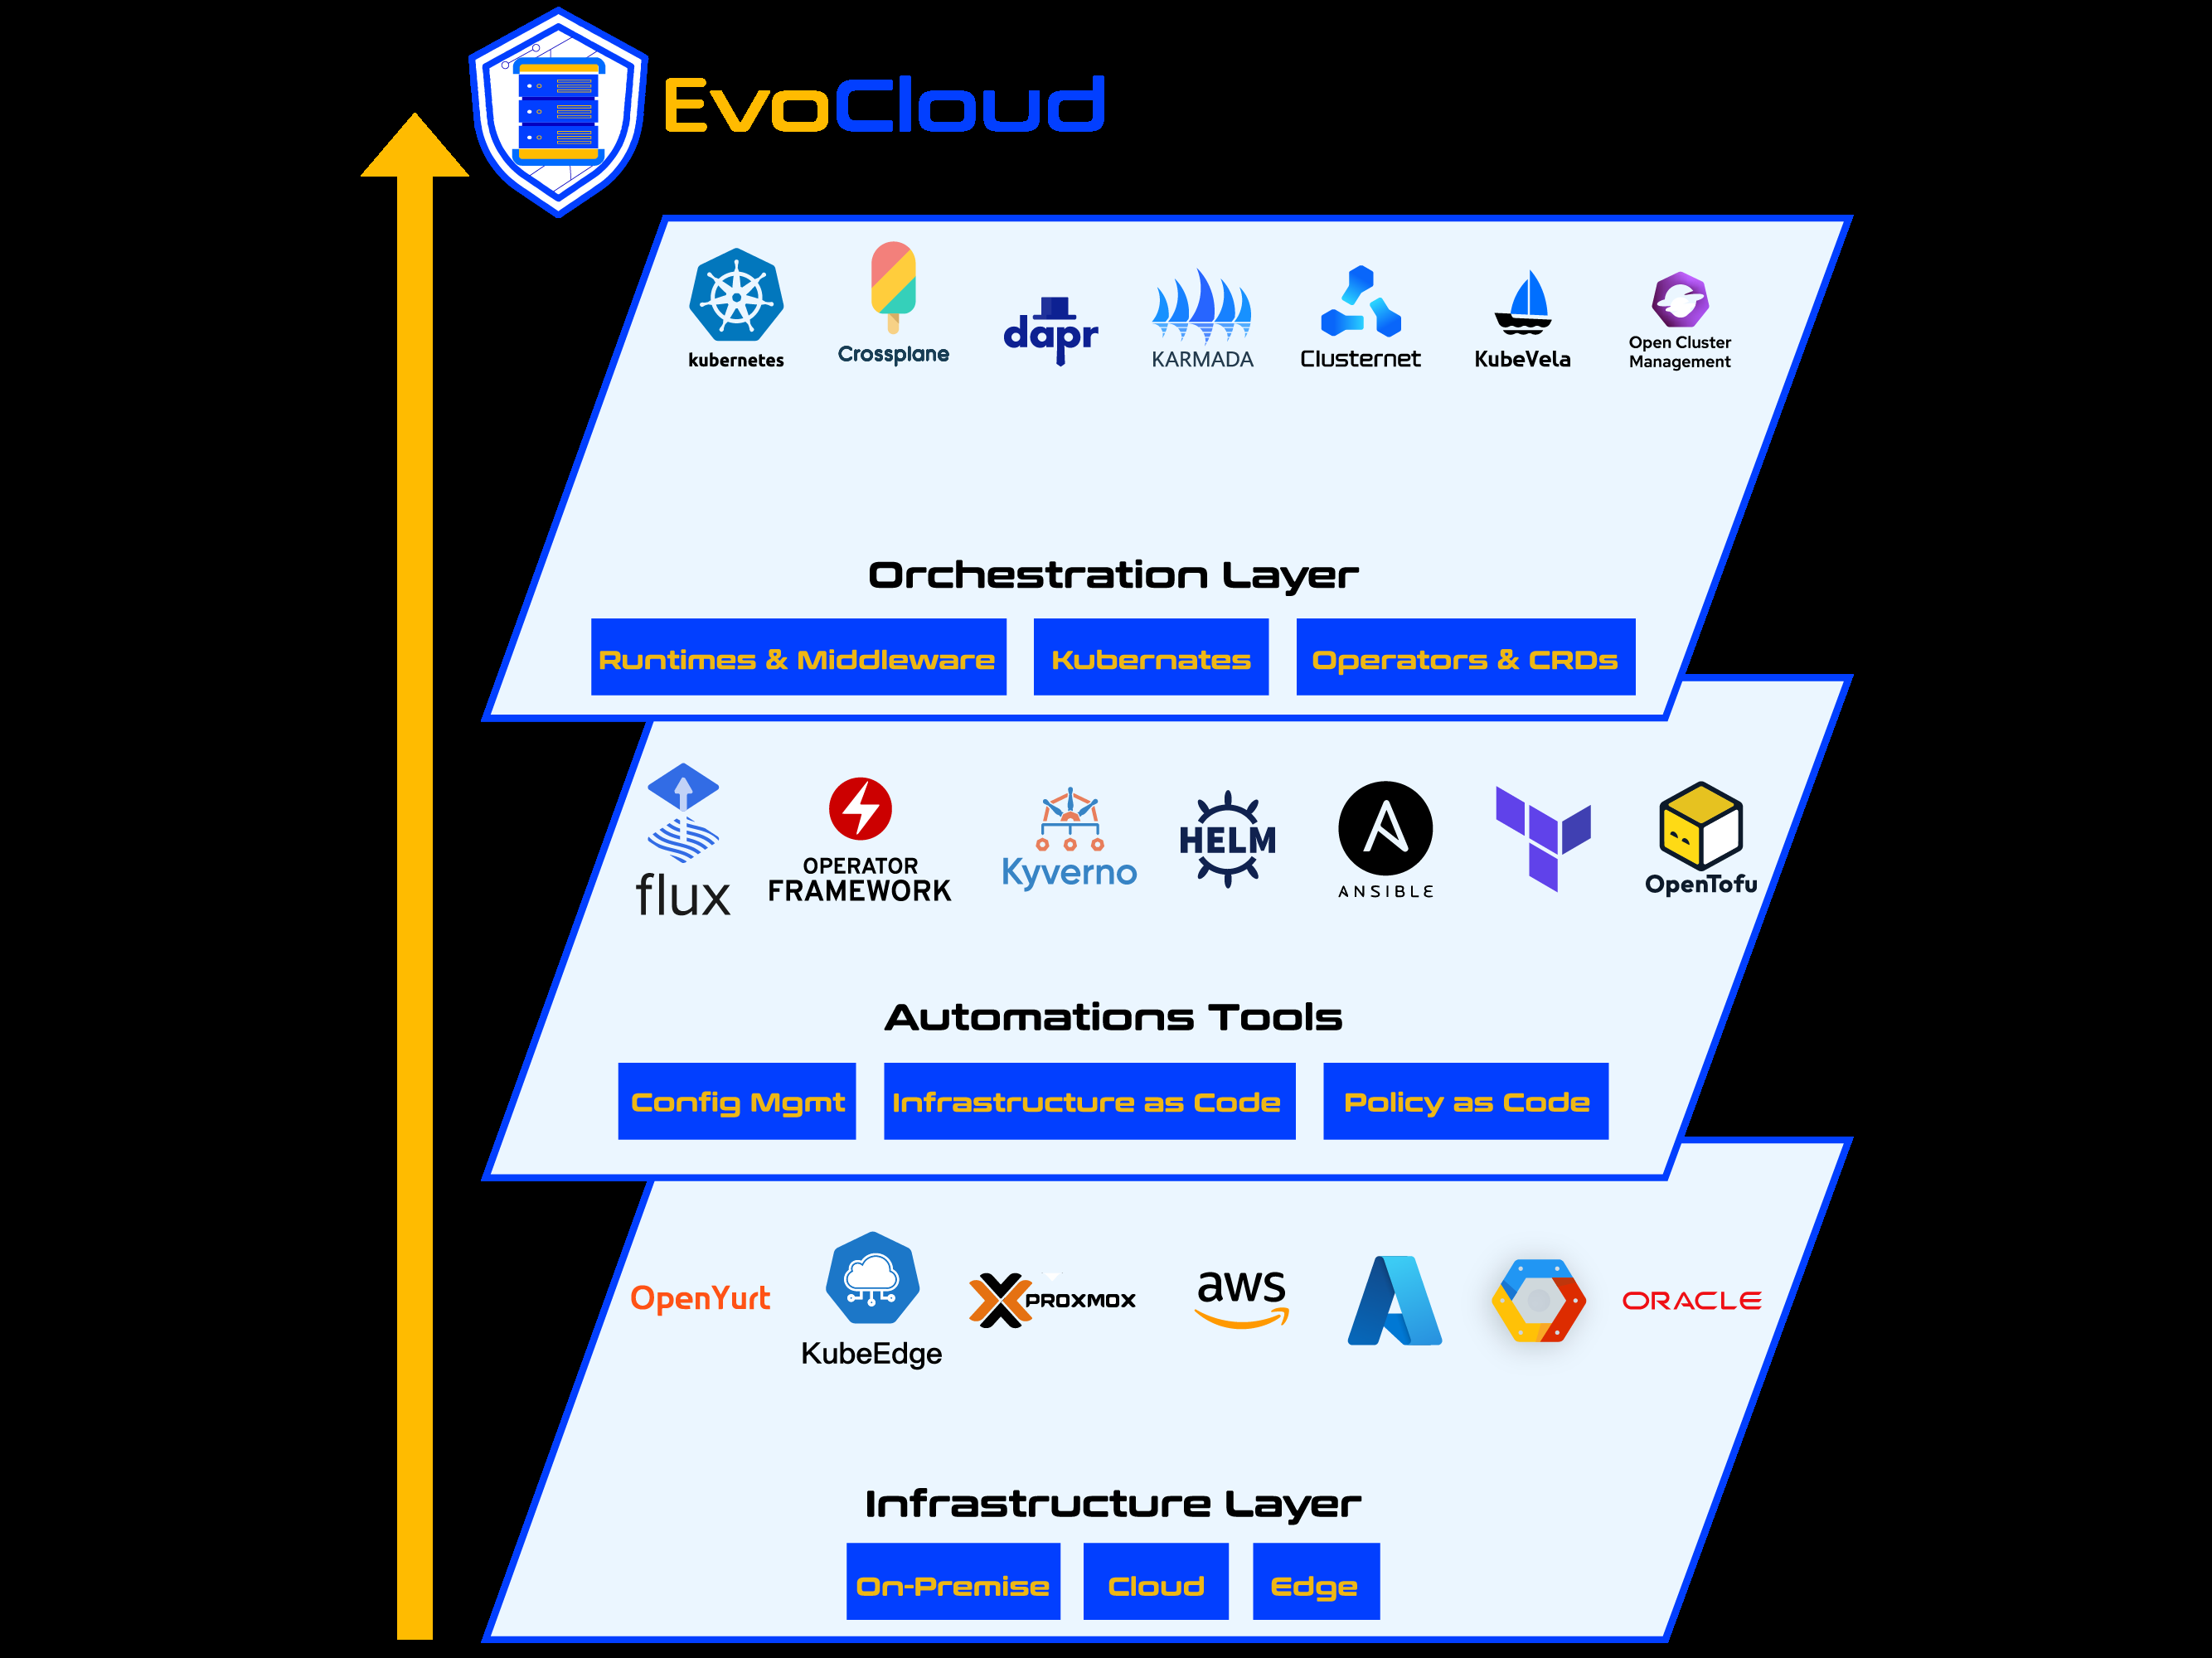 EvoCloud
kubernetes
Crossplane
dapr
KARMADA
Clusternet
KubeVela
Open Cluster
Management
Orchestration Layer
Runtimes & Middleware
Kubernates
Operators & CRDs
flux
OPERATOR
FRAMEWORK
Kyverno
HELM
ANSIBLE
OpenTofu
Automations Tools
Config Mgmt
Infrastructure as Code
Policy as Code
OpenYurt
KubeEdge
PROXMOX
aws
ORACLE
Infrastructure Layer
On-Premise
Cloud
Edge